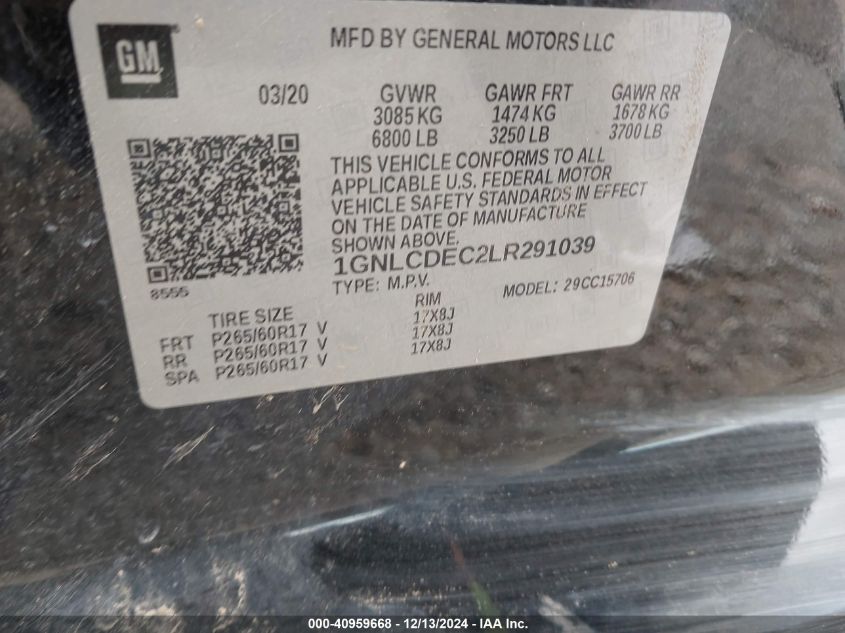 GM
MFD BY GENERAL MOTORS LLC
03/20 GVWR GAWR FRT GAWR RR
3085 KG 1474 KG 1678 KG
6800 LB 3250 LB 3700 LB
THIS VEHICLE CONFORMS TO ALL
APPLICABLE U.S. FEDERAL MOTOR
VEHICLE SAFETY STANDARDS IN EFFECT
ON THE DATE OF MANUFACTURE
SHOWN ABOVE.
1GNLCDEC2LR291039
8555
TYPE: M.P.V. MODEL: 29CC15706
TIRE SIZE RIM
FRT P265/60R17 V 17X8J
RR P265/60R17 V 17X8J
SPA P265/60R17 V 17X8J
000-40959668 - 12/13/2024 - IAA Inc.